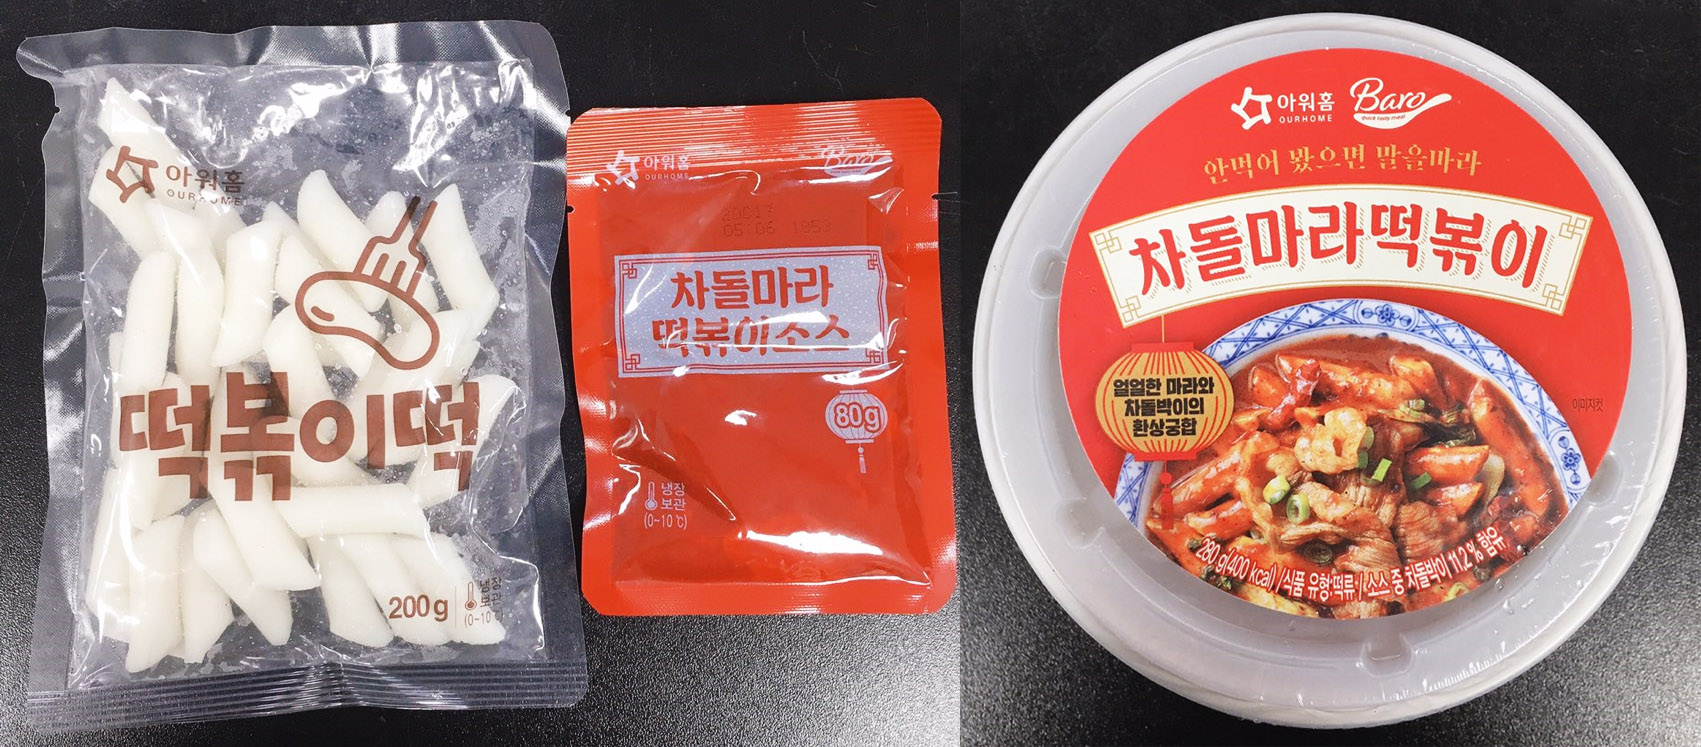 아워홈
OURHOME
떡볶이떡
200g
냉장
보관
(0~10℃)
아워홈
OURHOME
Baro
05:06 1853
차돌마라
떡볶이소스
80g
냉장
보관
(0~10℃)
아워홈
OURHOME
Baro
quick tasty meal
안먹어 봤으면 말을마라
차돌마라떡볶이
얼얼한 마라와
차돌박이의
환상궁합
이미지컷
280 g(400 kcal) / 식품 유형:떡류 / 소스 중 차돌박이 11.2 % 함유